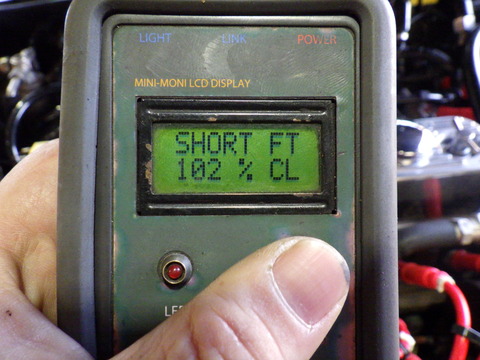 LIGHT LINK POWER
MINI-MONI LCD DISPLAY
SHORT FT
102 % CL